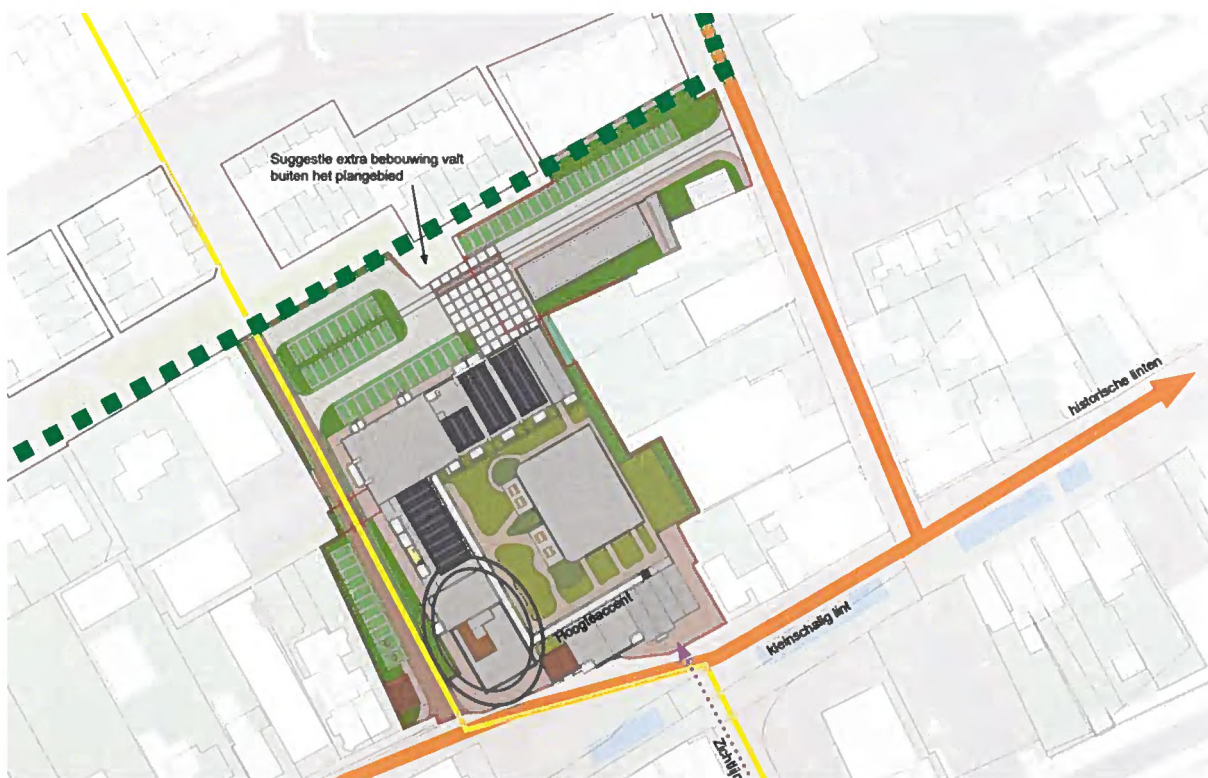 Suggestie extra bebouwing valt
buiten het plangebied
historische linten
Hoogteaccent
kleinschalig lint